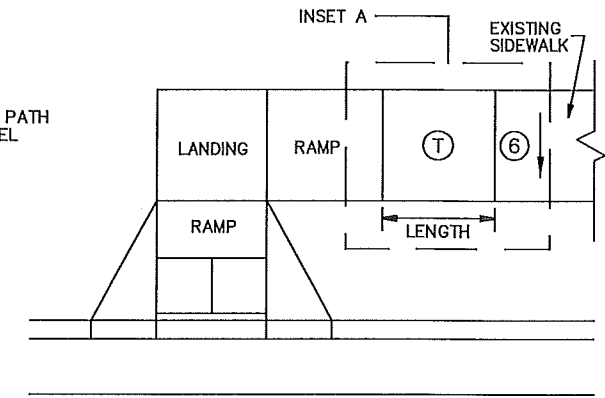 INSET A
EXISTING
SIDEWALK
PATH
EL
LANDING
RAMP
T
6
RAMP
LENGTH